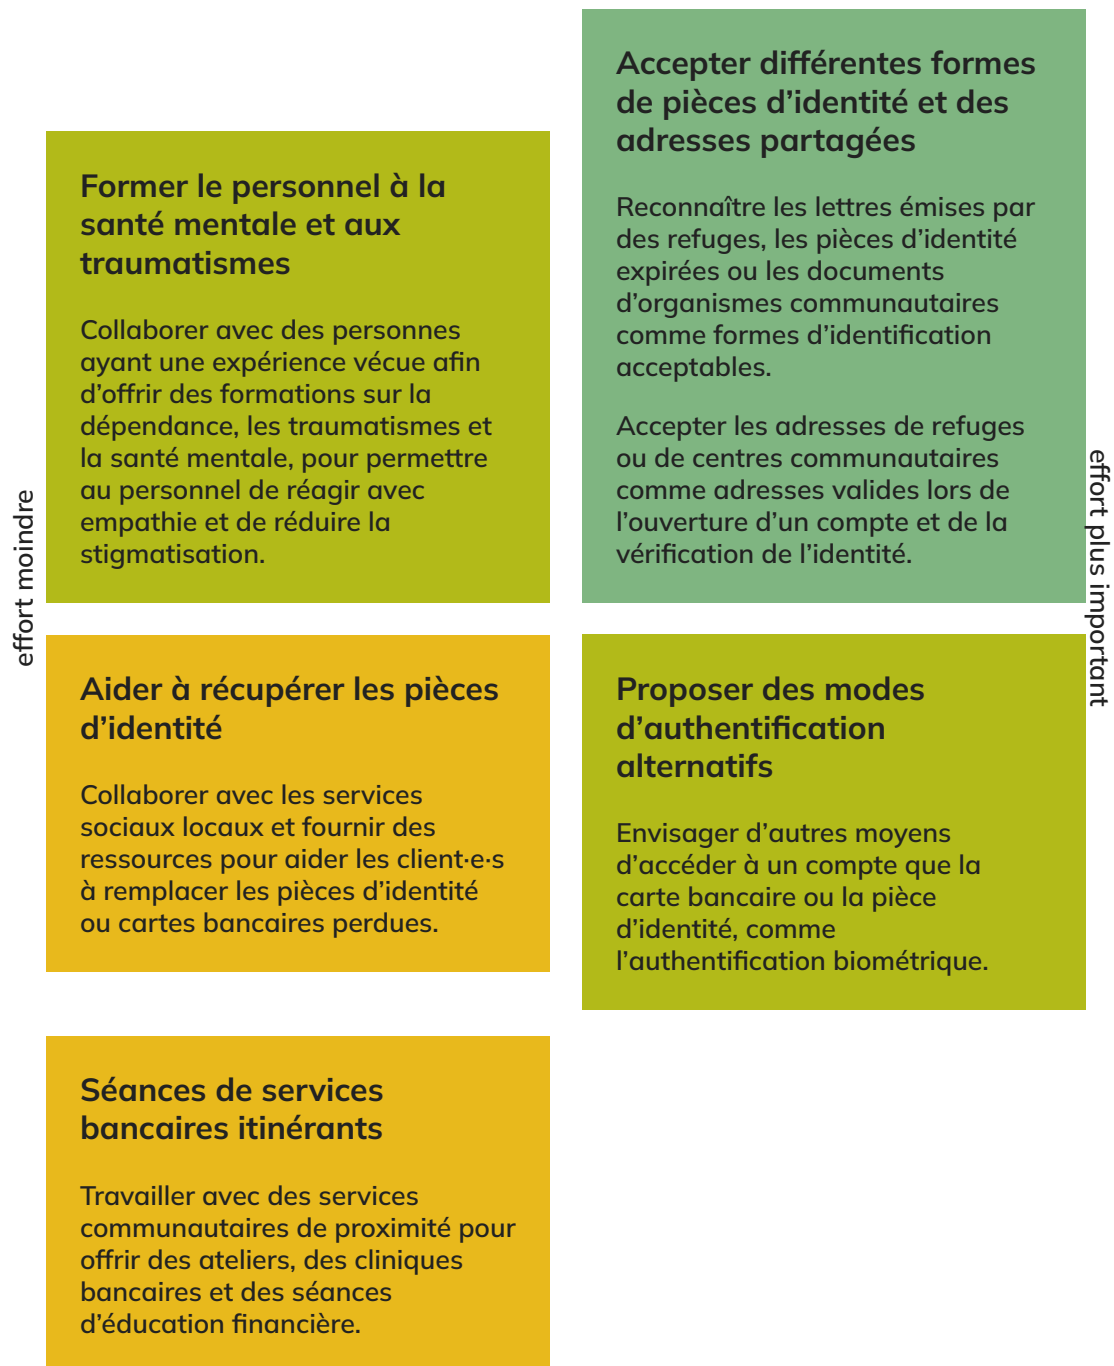 effort moindre
Former le personnel à la
santé mentale et aux
traumatismes
Collaborer avec des personnes
ayant une expérience vécue afin
d’offrir des formations sur la
dépendance, les traumatismes et
la santé mentale, pour permettre
au personnel de réagir avec
empathie et de réduire la
stigmatisation.
Aider à récupérer les pièces
d’identité
Collaborer avec les services
sociaux locaux et fournir des
ressources pour aider les client·e·s
à remplacer les pièces d’identité
ou cartes bancaires perdues.
Séances de services
bancaires itinérants
Travailler avec des services
communautaires de proximité pour
offrir des ateliers, des cliniques
bancaires et des séances
d’éducation financière.
Accepter différentes formes
de pièces d’identité et des
adresses partagées
Reconnaître les lettres émises par
des refuges, les pièces d’identité
expirées ou les documents
d’organismes communautaires
comme formes d’identification
acceptables.
Accepter les adresses de refuges
ou de centres communautaires
comme adresses valides lors de
l’ouverture d’un compte et de la
vérification de l’identité.
Proposer des modes
d’authentification
alternatifs
Envisager d’autres moyens
d’accéder à un compte que la
carte bancaire ou la pièce
d’identité, comme
l’authentification biométrique.
effort plus important